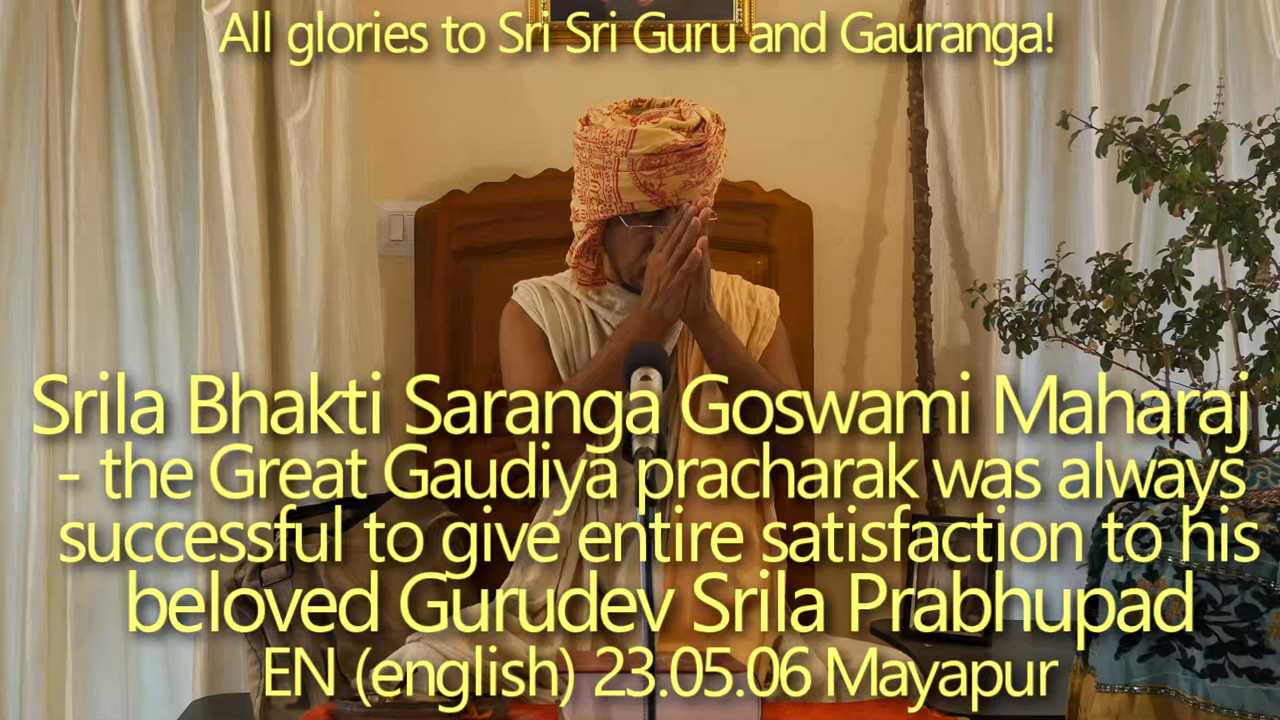 All glories to Sri Sri Guru and Gauranga!
Srila Bhakti Saranga Goswami Maharaj
- the Great Gaudiya pracharak was always
successful to give entire satisfaction to his
beloved Gurudev Srila Prabhupad
EN (english) 23.05.06 Mayapur